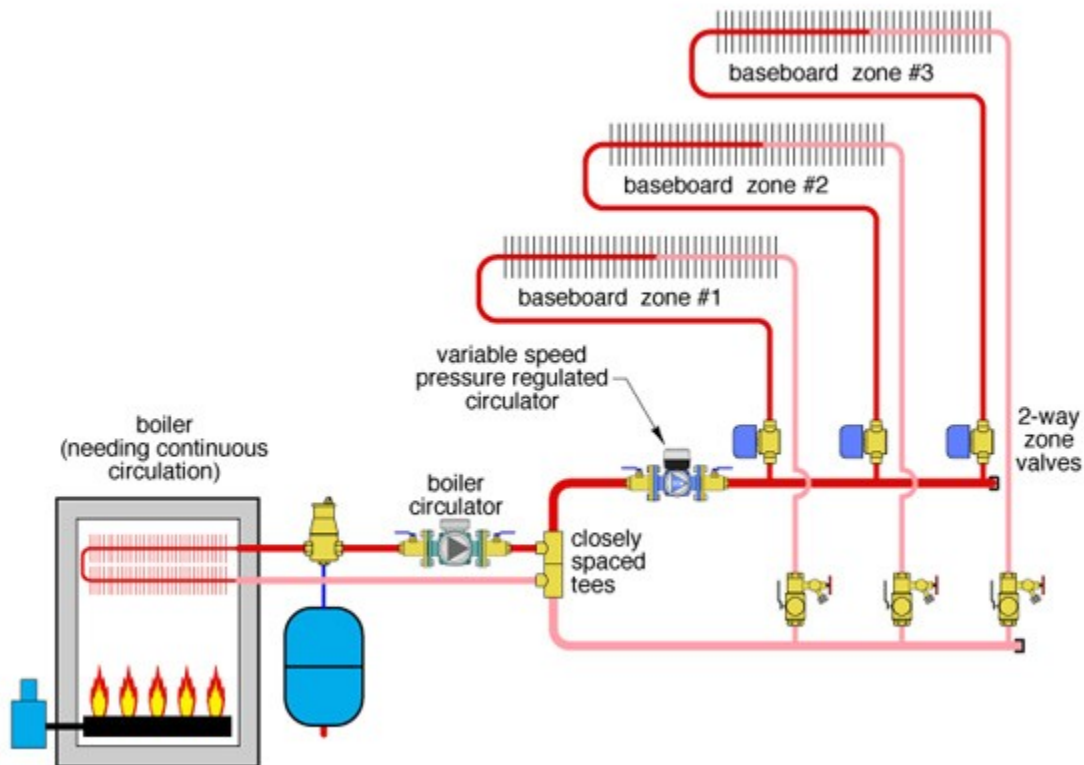 baseboard zone #3
baseboard zone #2
baseboard zone #1
variable speed
pressure regulated
circulator
2-way
zone
valves
boiler
(needing continuous
circulation)
boiler
circulator
closely
spaced
tees